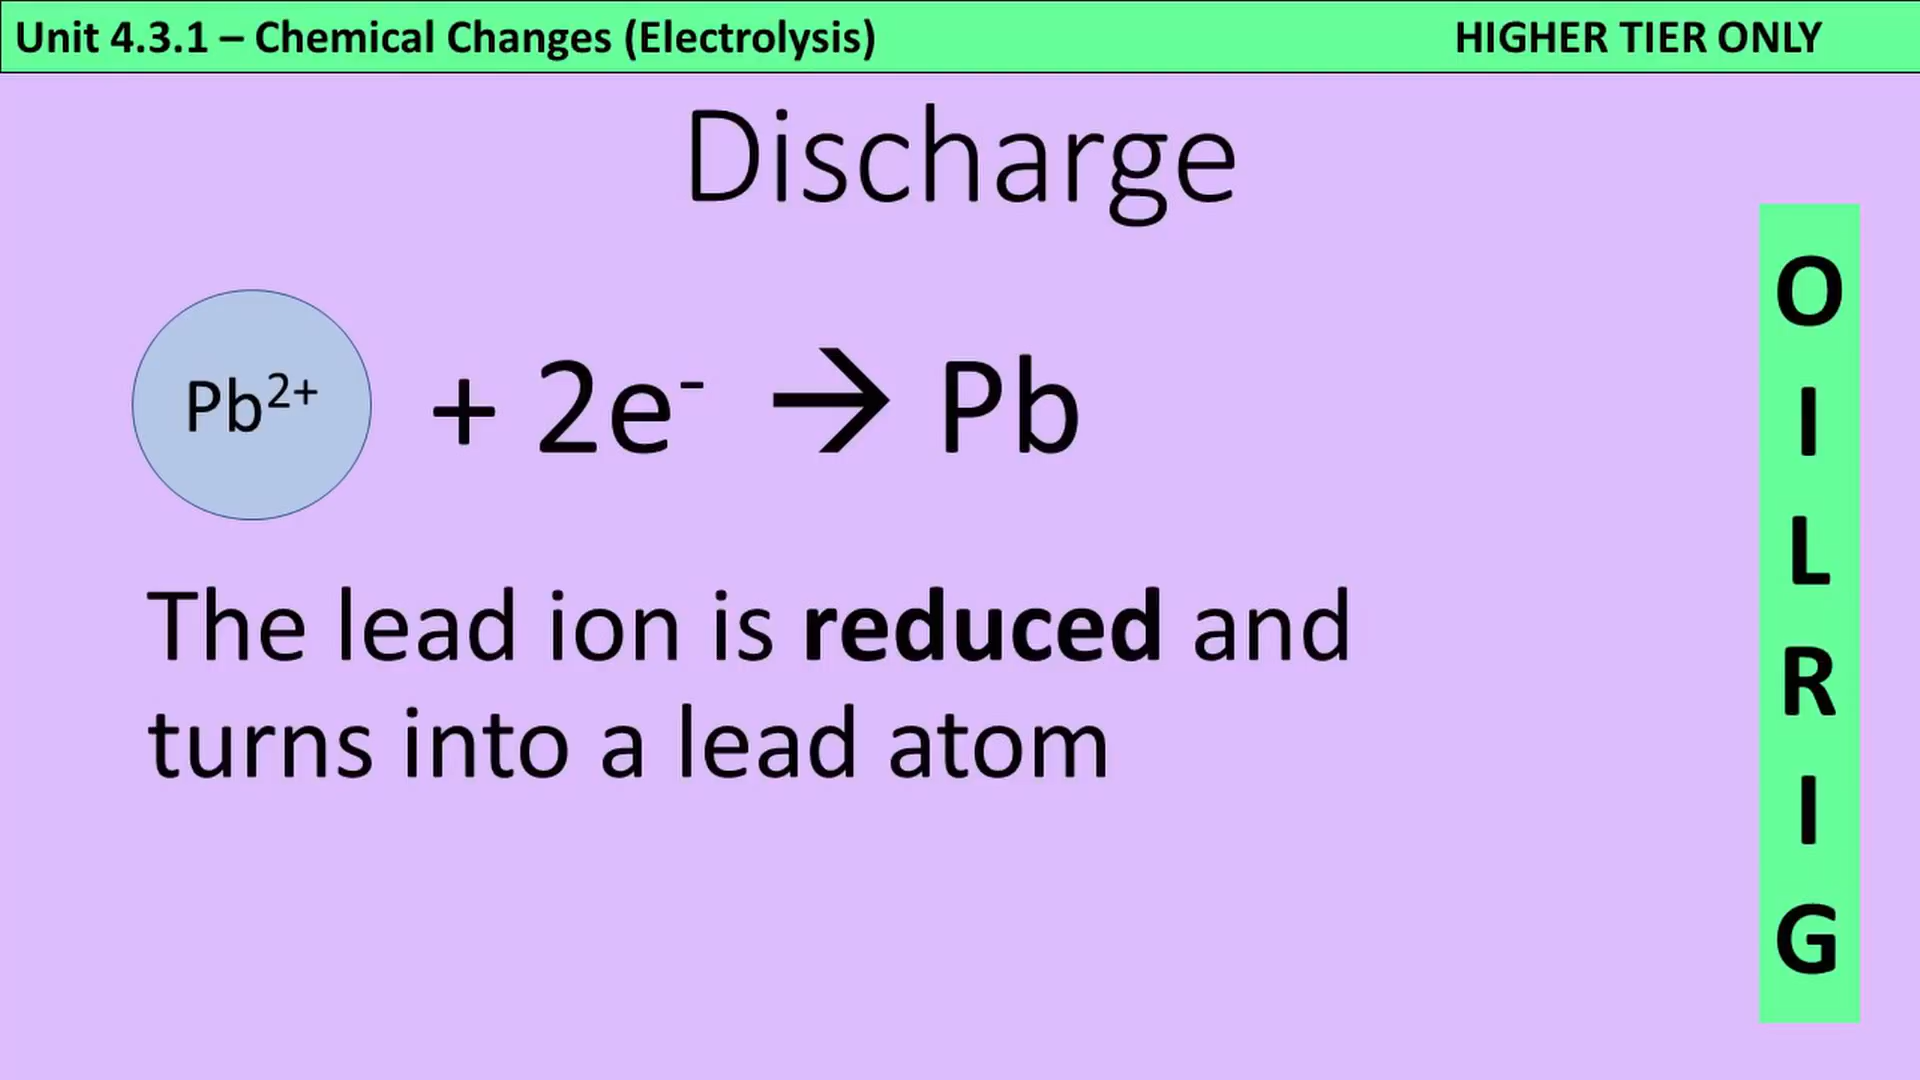 Unit 4.3.1 – Chemical Changes (Electrolysis)
HIGHER TIER ONLY
Discharge
Pb²⁺ + 2e⁻ → Pb
The lead ion is reduced and
turns into a lead atom
O
I
L
R
I
G